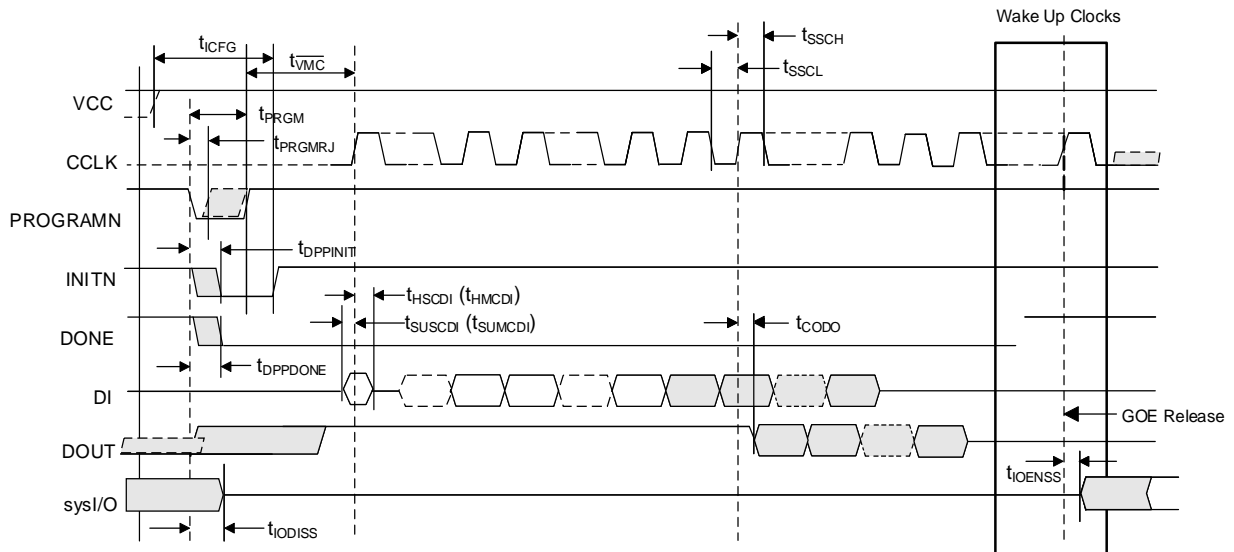 Wake Up Clocks
tICFG
tVMC
tSSCH
tSSCL
VCC
tPRGM
tPRGMRJ
CCLK
PROGRAMN
tDPPINIT
INITN
tHSCDI (tHMCDI)
tSUSCDI (tSUMCDI)
tCODO
DONE
tDPPDONE
DI
GOE Release
DOUT
tIOENSS
sysI/O
tIODISS